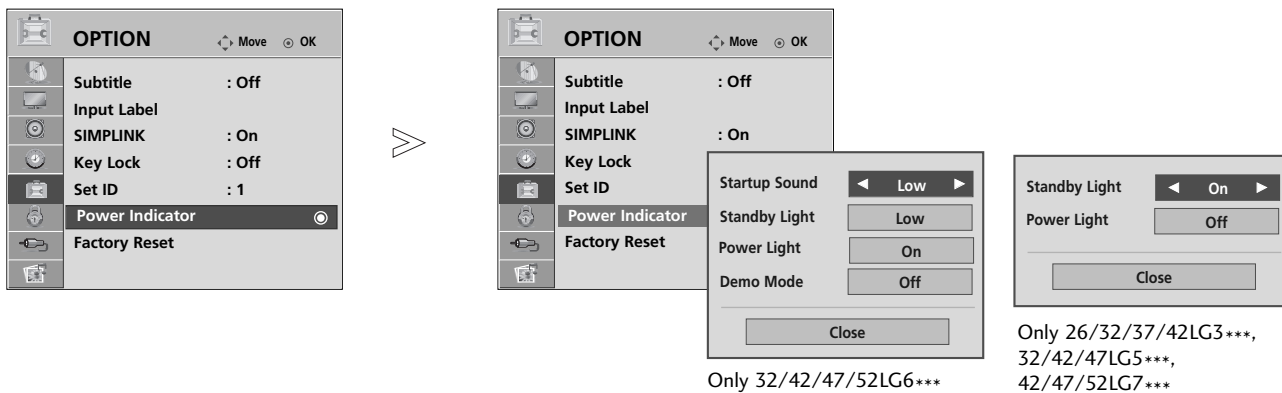 OPTION Move OK
Subtitle : Off
Input Label
SIMPLINK : On
Key Lock : Off
Set ID : 1
Power Indicator
Factory Reset
OPTION Move OK
Subtitle : Off
Input Label
SIMPLINK : On
Key Lock
Set ID
Power Indicator
Factory Reset
Startup Sound ◀ Low ▶
Standby Light Low
Power Light On
Demo Mode Off
Close
Only 32/42/47/52LG6***
Standby Light ◀ On ▶
Power Light Off
Close
Only 26/32/37/42LG3***,
32/42/47LG5***,
42/47/52LG7***